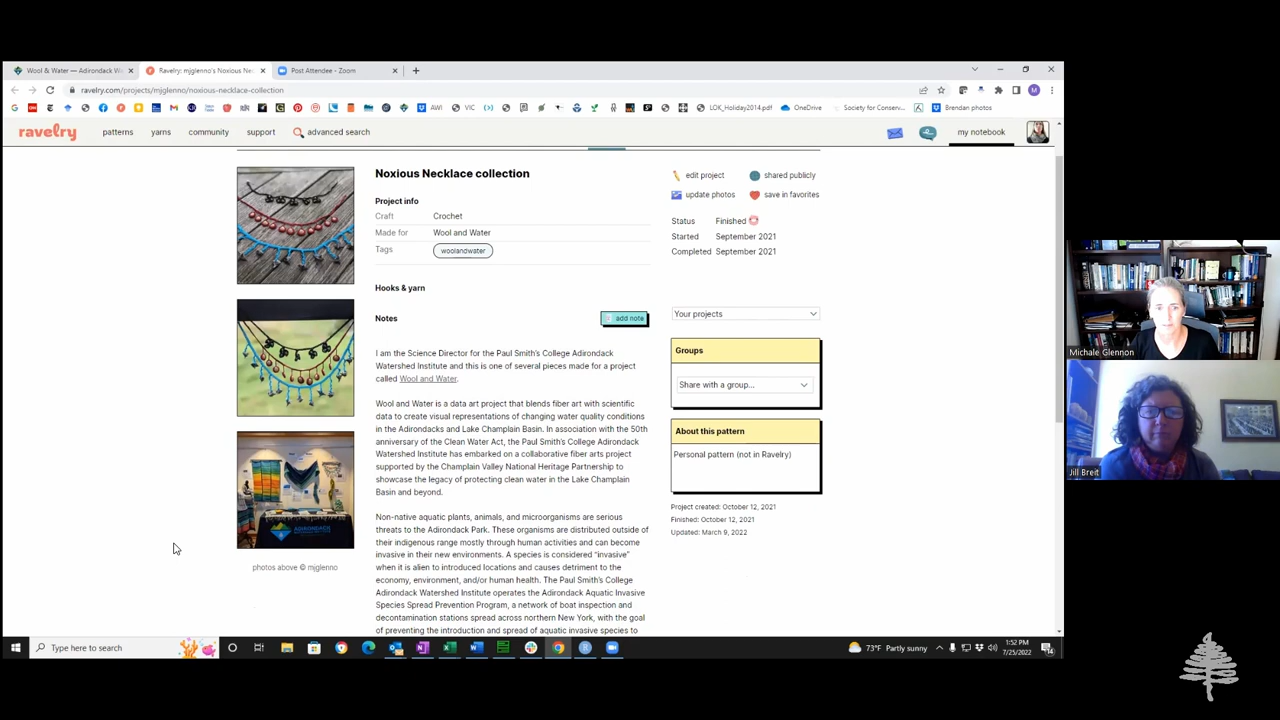 Wool & Water — Adirondack W
Ravelry: mjglenno's Noxious Nec
Post Attendee - Zoom
ravelry.com/projects/mjglenno/noxious-necklace-collection
AWI
VIC
LOK_Holiday2014.pdf
OneDrive
Society for Conserv...
Brendan photos
ravelry
patterns
yarns
community
support
advanced search
my notebook
Noxious Necklace collection
edit project
shared publicly
update photos
save in favorites
Project info
Craft Crochet
Made for Wool and Water
Tags woolandwater
Status Finished
Started September 2021
Completed September 2021
Hooks & yarn
Notes
add note
Your projects
Groups
Share with a group...
About this pattern
Personal pattern (not in Ravelry)
Project created: October 12, 2021
Finished: October 12, 2021
Updated: March 9, 2022
I am the Science Director for the Paul Smith's College Adirondack
Watershed Institute and this is one of several pieces made for a project
called Wool and Water.
Wool and Water is a data art project that blends fiber art with scientific
data to create visual representations of changing water quality conditions
in the Adirondacks and Lake Champlain Basin. In association with the 50th
anniversary of the Clean Water Act, the Paul Smith's College Adirondack
Watershed Institute has embarked on a collaborative fiber arts project
supported by the Champlain Valley National Heritage Partnership to
showcase the legacy of protecting clean water in the Lake Champlain
Basin and beyond.
Non-native aquatic plants, animals, and microorganisms are serious
threats to the Adirondack Park. These organisms are distributed outside of
their indigenous range mostly through human activities and can become
invasive in their new environments. A species is considered "invasive"
when it is alien to introduced locations and causes detriment to the
economy, environment, and/or human health. The Paul Smith's College
Adirondack Watershed Institute operates the Adirondack Aquatic Invasive
Species Spread Prevention Program, a network of boat inspection and
decontamination stations spread across northern New York, with the goal
of preventing the introduction and spread of aquatic invasive species to
ADIRONDACK
photos above © mjglenno
Michale Glennon
Jill Breit
Type here to search
73°F Partly sunny
1:52 PM
7/25/2022